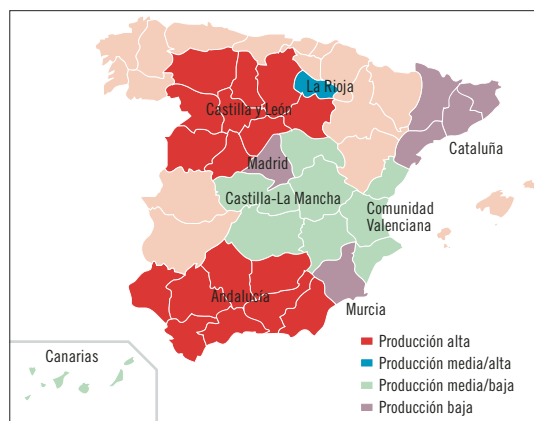 La Rioja
Castilla y León
Cataluña
Madrid
Castilla-La Mancha
Comunidad
Valenciana
Andalucía
Murcia
Canarias
Producción alta
Producción media/alta
Producción media/baja
Producción baja